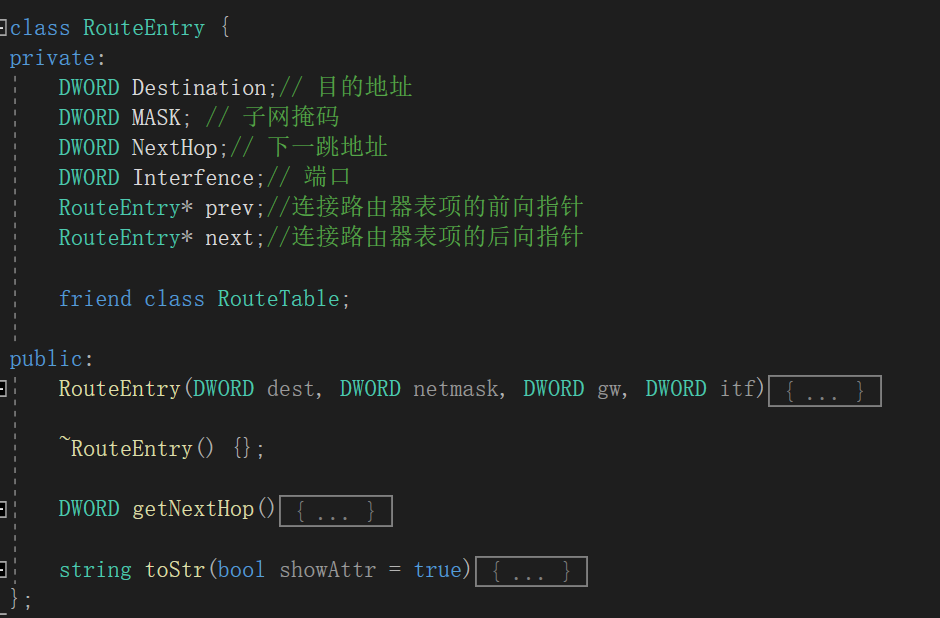 class RouteEntry {
private:
DWORD Destination;// 目的地址
DWORD MASK; // 子网掩码
DWORD NextHop;// 下一跳地址
DWORD Interfence;// 端口
RouteEntry* prev;//连接路由器表项的前向指针
RouteEntry* next;//连接路由器表项的后向指针
friend class RouteTable;
public:
RouteEntry(DWORD dest, DWORD netmask, DWORD gw, DWORD itf){ ... }
~RouteEntry() {};
DWORD getNextHop(){ ... }
string toStr(bool showAttr = true){ ... }
};